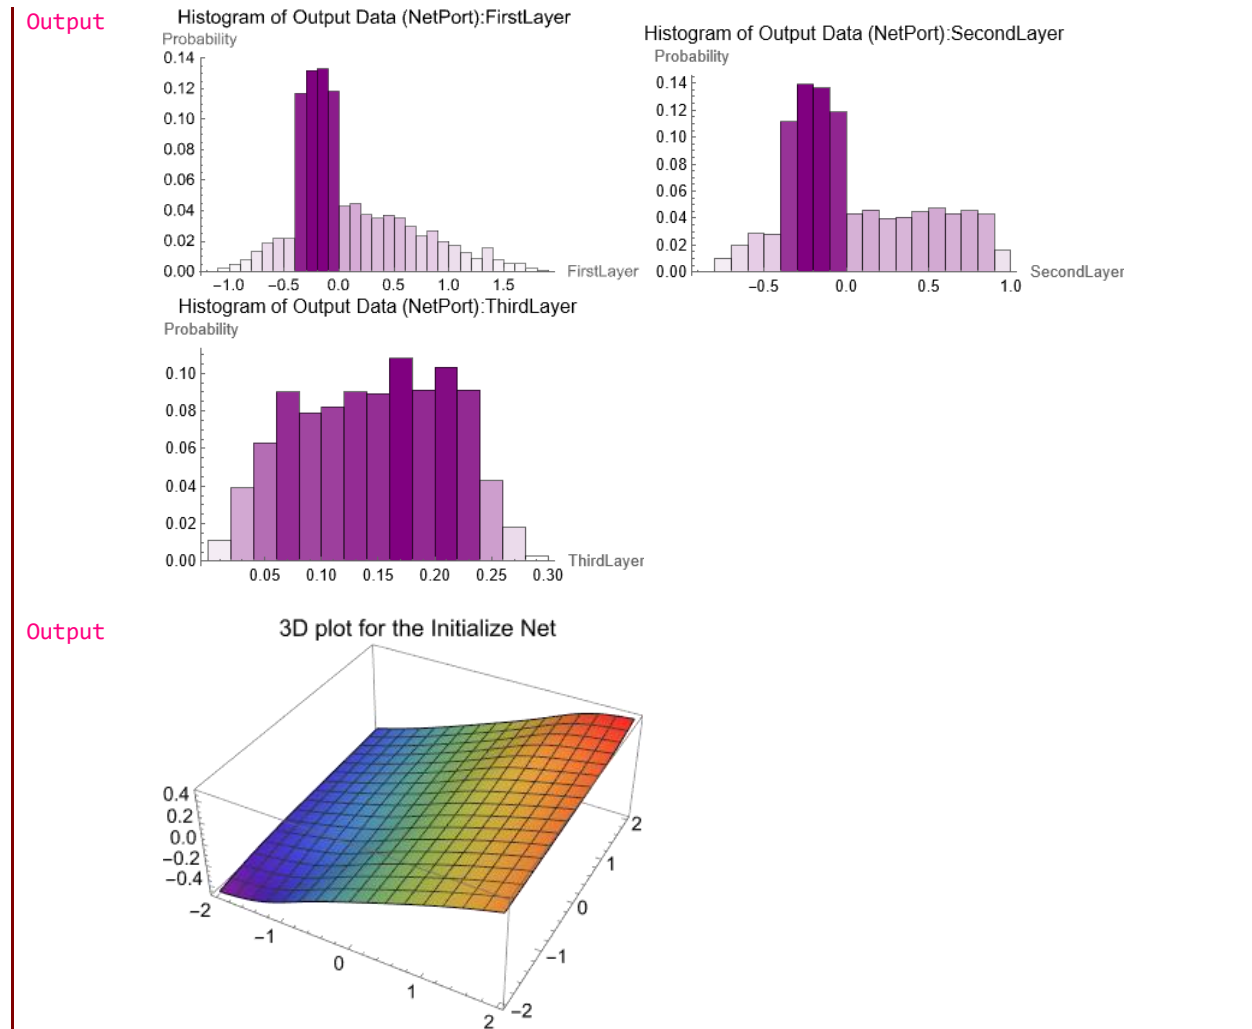 Output
Histogram of Output Data (NetPort):FirstLayer
Probability
0.14
0.12
0.10
0.08
0.06
0.04
0.02
0.00
−1.0 −0.5 0.0 0.5 1.0 1.5
FirstLayer
Histogram of Output Data (NetPort):SecondLayer
Probability
0.14
0.12
0.10
0.08
0.06
0.04
0.02
0.00
−0.5 0.0 0.5 1.0
SecondLayer
Histogram of Output Data (NetPort):ThirdLayer
Probability
0.10
0.08
0.06
0.04
0.02
0.00
0.05 0.10 0.15 0.20 0.25 0.30
ThirdLayer
Output
3D plot for the Initialize Net
0.4
0.2
0.0
−0.2
−0.4
−2
−1
0
1
2
−2
−1
0
1
2